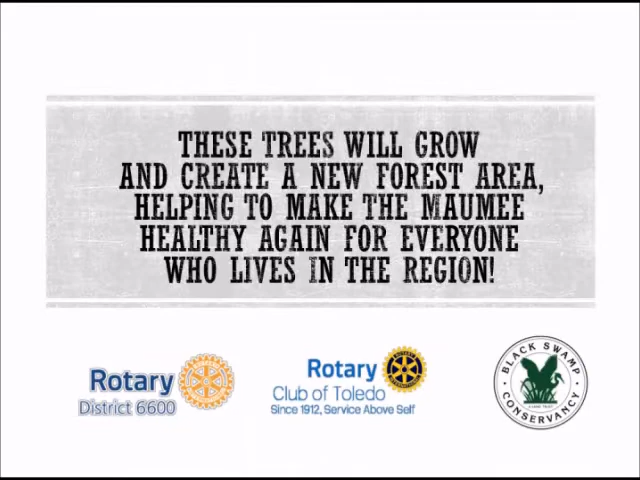 THESE TREES WILL GROW
AND CREATE A NEW FOREST AREA,
HELPING TO MAKE THE MAUMEE
HEALTHY AGAIN FOR EVERYONE
WHO LIVES IN THE REGION!
Rotary
District 6600
Rotary
Club of Toledo
Since 1912, Service Above Self
BLACK SWAMP
CONSERVANCY